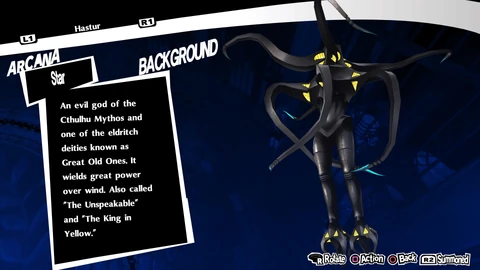 L1
Hastur
R1
ARCANA
Star
BACKGROUND
An evil god of the
Cthulhu Mythos and
one of the eldritch
deities known as
Great Old Ones. It
wields great power
over wind. Also called
"The Unspeakable"
and "The King in
Yellow."
R Rotate Action Back R2 Summoned